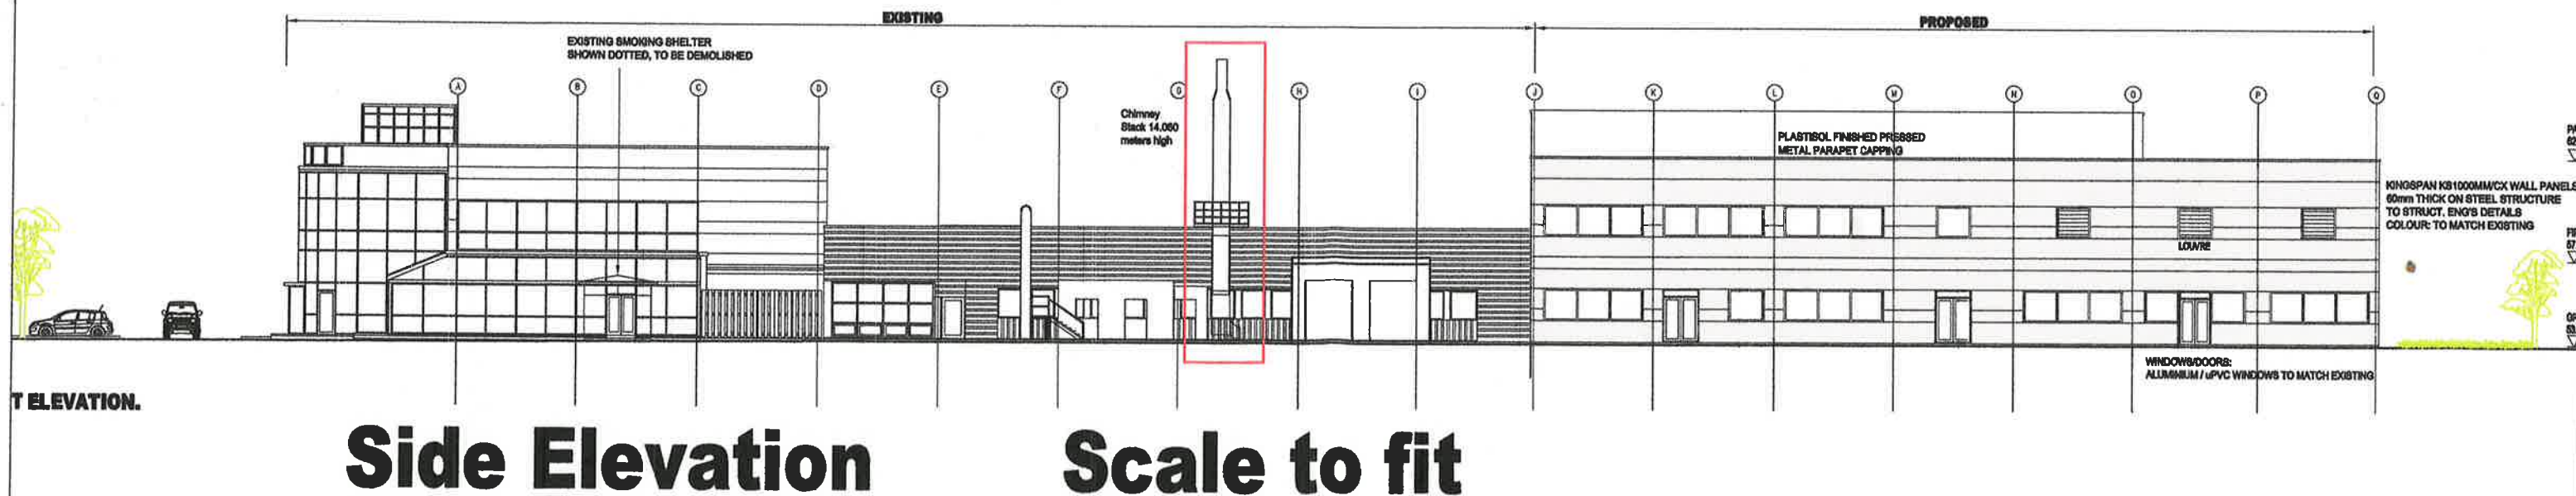 EXISTING
PROPOSED
EXISTING SMOKING SHELTER
SHOWN DOTTED, TO BE DEMOLISHED
A
B
C
D
E
F
G
H
I
J
K
L
M
N
O
P
Q
Chimney
Stack 14.060
meters high
PLASTISOL FINISHED PRESSED
METAL PARAPET CAPPING
KINGSPAN KS1000MM/CX WALL PANELS
60mm THICK ON STEEL STRUCTURE
TO STRUCT. ENG'S DETAILS
COLOUR: TO MATCH EXISTING
LOUVRE
WINDOWS/DOORS:
ALUMINIUM / uPVC WINDOWS TO MATCH EXISTING
T ELEVATION.
Side Elevation
Scale to fit